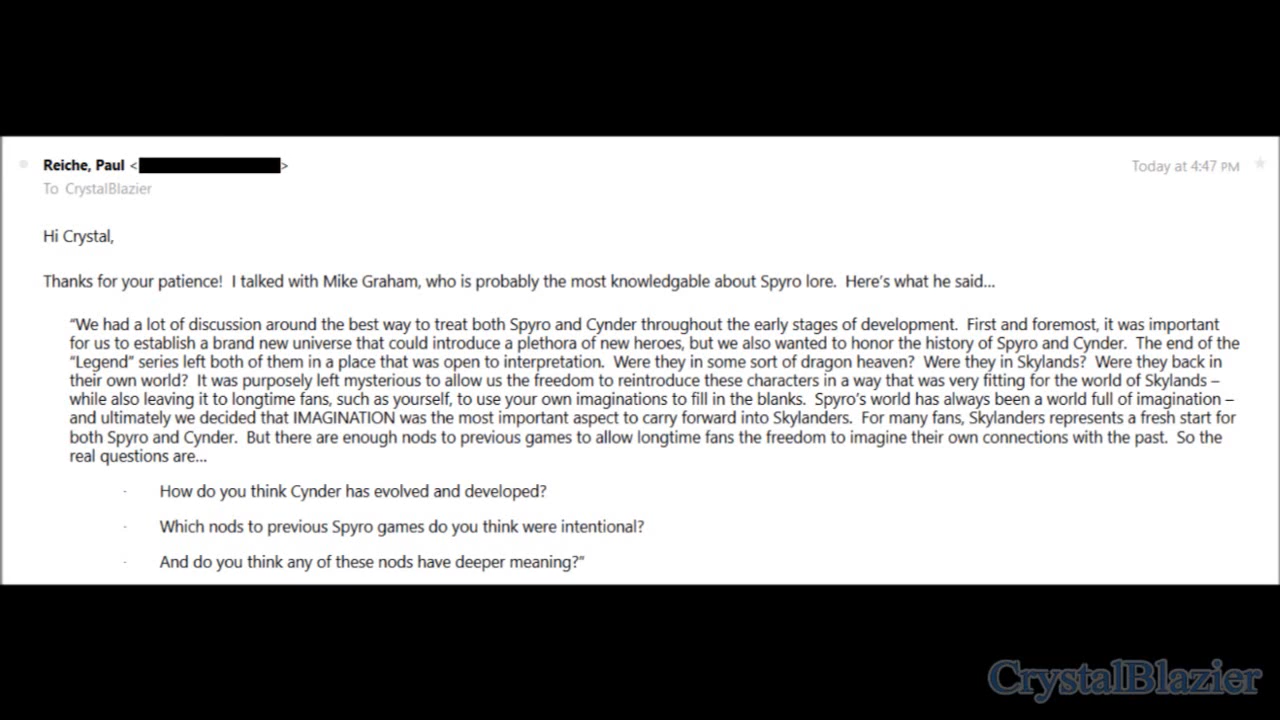 Reiche, Paul < >
Today at 4:47 PM
To CrystalBlazier
Hi Crystal,
Thanks for your patience! I talked with Mike Graham, who is probably the most knowledgable about Spyro lore. Here's what he said...
"We had a lot of discussion around the best way to treat both Spyro and Cynder throughout the early stages of development. First and foremost, it was important
for us to establish a brand new universe that could introduce a plethora of new heroes, but we also wanted to honor the history of Spyro and Cynder. The end of the
"Legend" series left both of them in a place that was open to interpretation. Were they in some sort of dragon heaven? Were they in Skylands? Were they back in
their own world? It was purposely left mysterious to allow us the freedom to reintroduce these characters in a way that was very fitting for the world of Skylands –
while also leaving it to longtime fans, such as yourself, to use your own imaginations to fill in the blanks. Spyro's world has always been a world full of imagination –
and ultimately we decided that IMAGINATION was the most important aspect to carry forward into Skylanders. For many fans, Skylanders represents a fresh start for
both Spyro and Cynder. But there are enough nods to previous games to allow longtime fans the freedom to imagine their own connections with the past. So the
real questions are...
· How do you think Cynder has evolved and developed?
· Which nods to previous Spyro games do you think were intentional?
· And do you think any of these nods have deeper meaning?"
CrystalBlazier